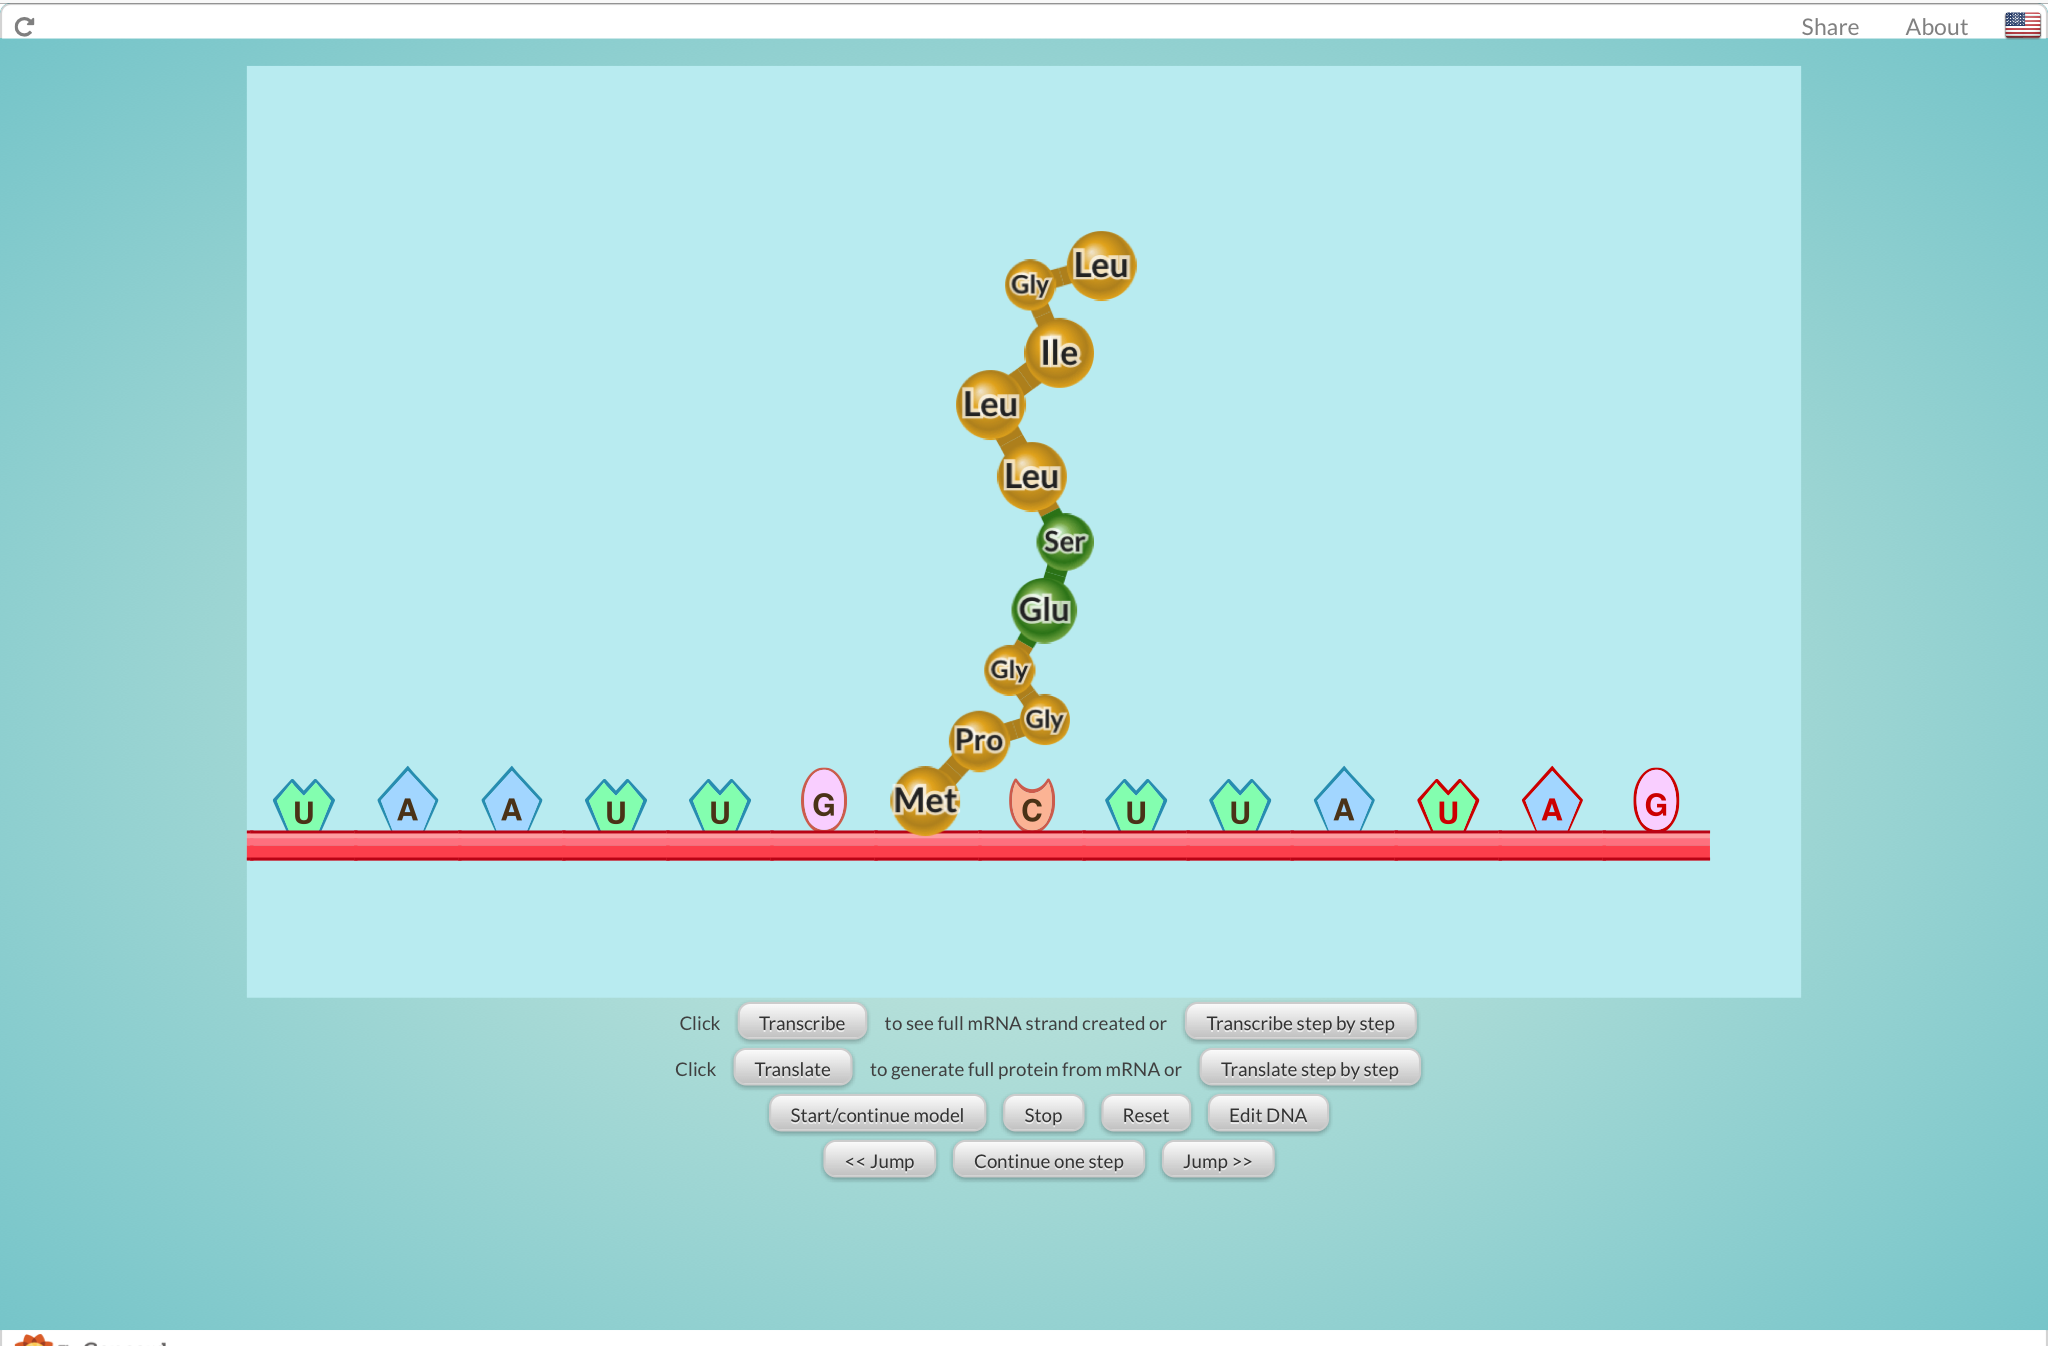 Share About
Leu
Gly
Ile
Leu
Leu
Ser
Glu
Gly
Gly
Pro
Met
U A A U U G C U U A U A G
Click Transcribe to see full mRNA strand created or Transcribe step by step
Click Translate to generate full protein from mRNA or Translate step by step
Start/continue model Stop Reset Edit DNA
<< Jump Continue one step Jump >>